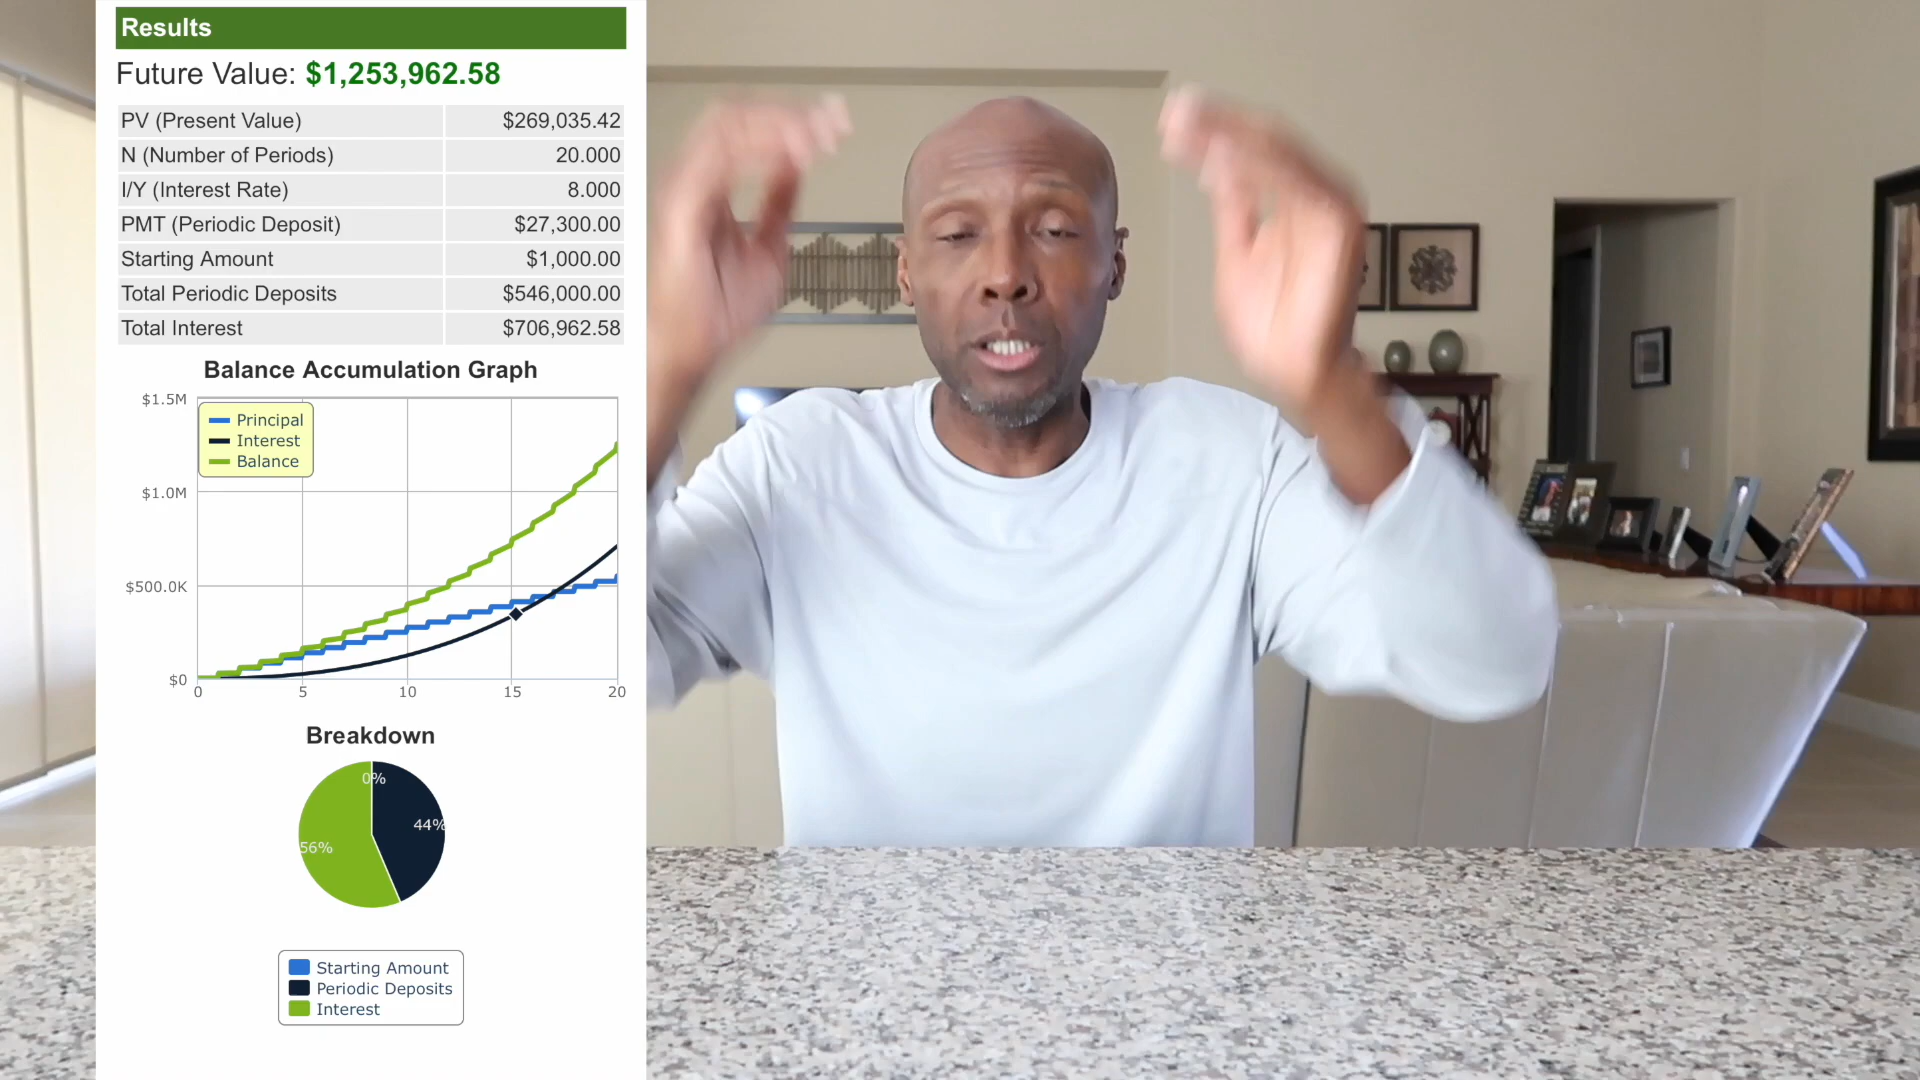 Results
Future Value: $1,253,962.58
PV (Present Value) $269,035.42
N (Number of Periods) 20.000
I/Y (Interest Rate) 8.000
PMT (Periodic Deposit) $27,300.00
Starting Amount $1,000.00
Total Periodic Deposits $546,000.00
Total Interest $706,962.58
Balance Accumulation Graph
$1.5M
Principal
Interest
Balance
$1.0M
$500.0K
$0
0 5 10 15 20
Breakdown
0%
44%
56%
Starting Amount
Periodic Deposits
Interest